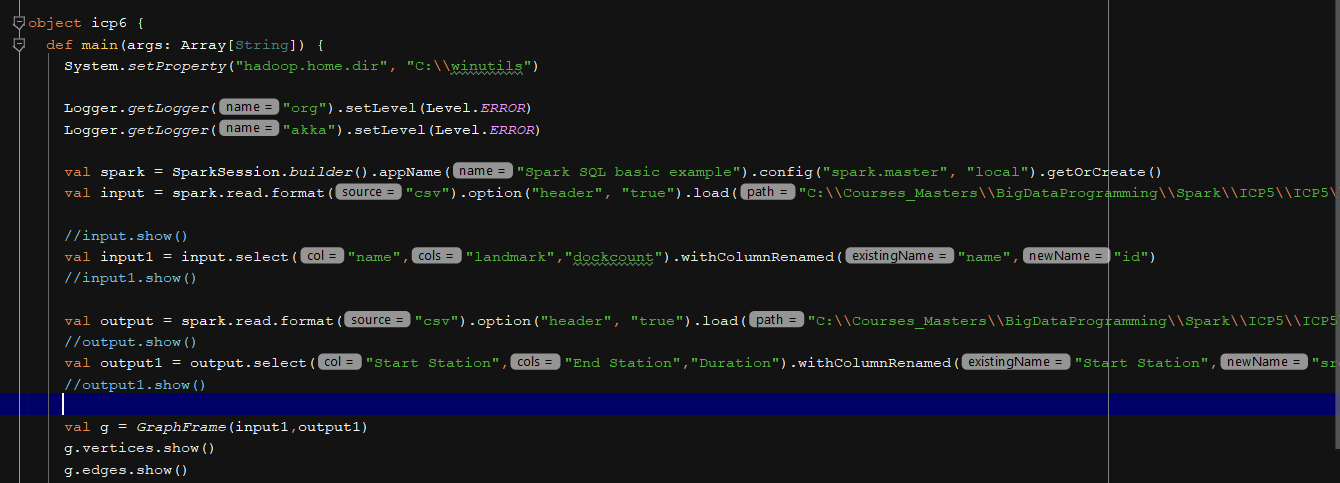 object icp6 {
def main(args: Array[String]) {
System.setProperty("hadoop.home.dir", "C:\\winutils")
Logger.getLogger( name = "org").setLevel(Level.ERROR)
Logger.getLogger( name = "akka").setLevel(Level.ERROR)
val spark = SparkSession.builder().appName( name = "Spark SQL basic example").config("spark.master", "local").getOrCreate()
val input = spark.read.format( source = "csv").option("header", "true").load( path = "C:\\Courses_Masters\\BigDataProgramming\\Spark\\ICP5\\ICP5\
//input.show()
val input1 = input.select( col = "name", cols = "landmark","dockcount").withColumnRenamed( existingName = "name", newName = "id")
//input1.show()
val output = spark.read.format( source = "csv").option("header", "true").load( path = "C:\\Courses_Masters\\BigDataProgramming\\Spark\\ICP5\\ICP5
//output.show()
val output1 = output.select( col = "Start Station", cols = "End Station","Duration").withColumnRenamed( existingName = "Start Station", newName = "sr
//output1.show()
val g = GraphFrame(input1,output1)
g.vertices.show()
g.edges.show()